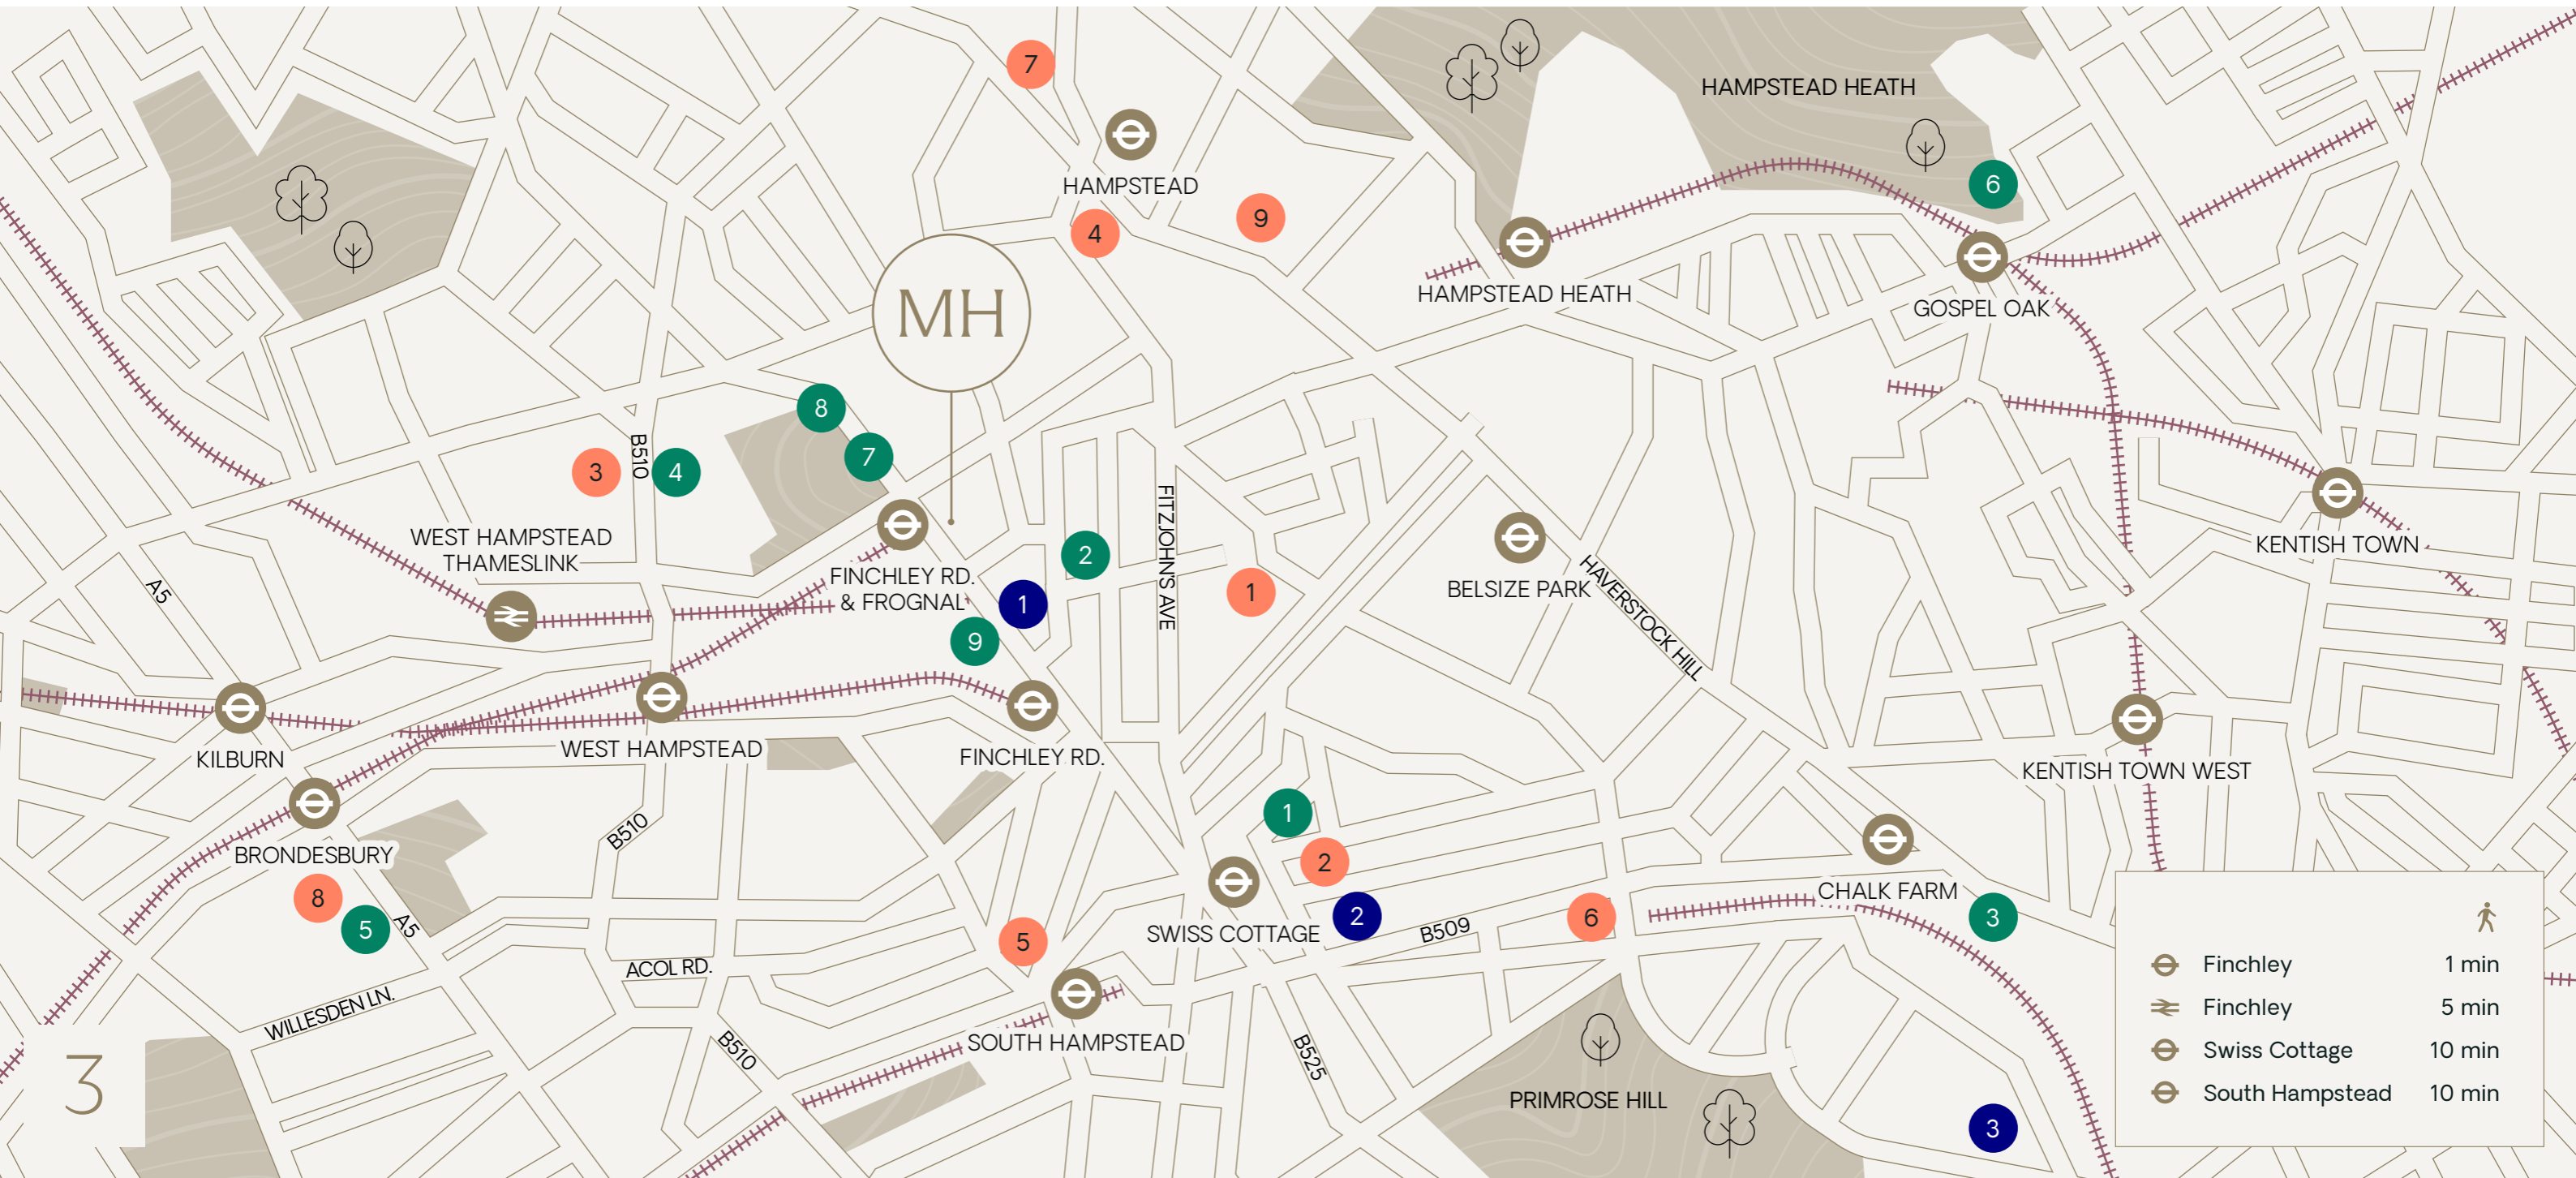 7
HAMPSTEAD HEATH
HAMPSTEAD
6
9
4
HAMPSTEAD HEATH
GOSPEL OAK
MH
8
7
B510
3
4
FITZJOHN'S AVE
WEST HAMPSTEAD
THAMESLINK
KENTISH TOWN
2
A5
FINCHLEY RD.
& FROGNAL
1
1
BELSIZE PARK
HAVERSTOCK HILL
9
KILBURN
WEST HAMPSTEAD
FINCHLEY RD.
KENTISH TOWN WEST
1
B510
BRONDESBURY
2
CHALK FARM
8
5
A5
5
SWISS COTTAGE
2
B509
6
3
ACOL RD.
WILLESDEN LN.
B510
SOUTH HAMPSTEAD
B525
PRIMROSE HILL
3
3
Finchley 1 min
Finchley 5 min
Swiss Cottage 10 min
South Hampstead 10 min